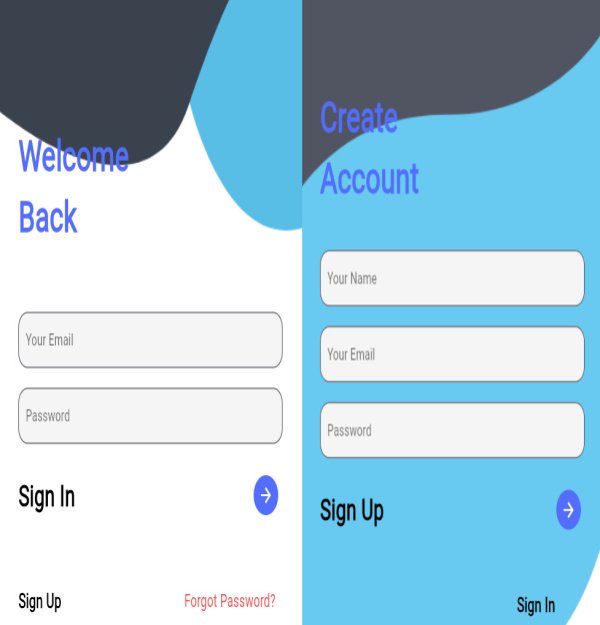 Welcome
Back
Your Email
Password
Sign In
Sign Up
Forgot Password?
Create
Account
Your Name
Your Email
Password
Sign Up
Sign In